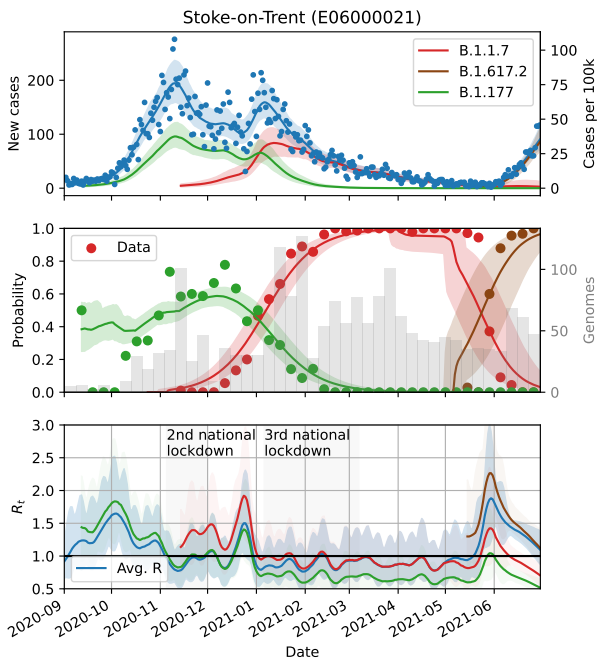 Stoke-on-Trent (E06000021)
New cases
200
100
0
B.1.1.7
B.1.617.2
B.1.177
100
75
50
25
0
Cases per 100k
Probability
1.0
0.8
0.6
0.4
0.2
0.0
Data
100
50
0
Genomes
R_t
3.0
2.5
2.0
1.5
1.0
0.5
2nd national
lockdown
3rd national
lockdown
Avg. R
2020-09
2020-10
2020-11
2020-12
2021-01
2021-02
2021-03
2021-04
2021-05
2021-06
Date